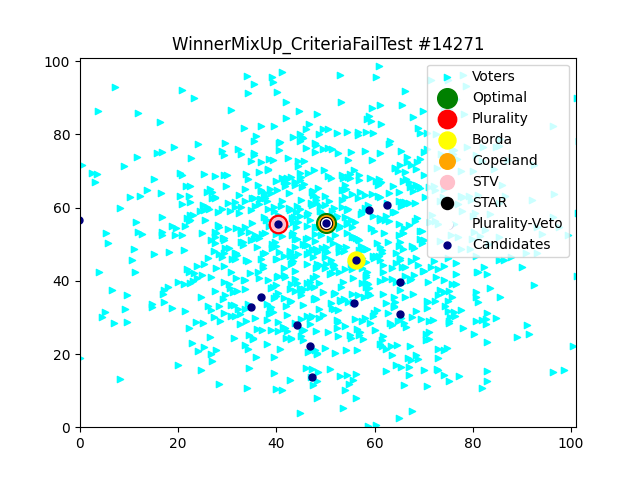 WinnerMixUp_CriteriaFailTest #14271
100
80
60
40
20
0
0
20
40
60
80
100
Voters
Optimal
Plurality
Borda
Copeland
STV
STAR
Plurality-Veto
Candidates